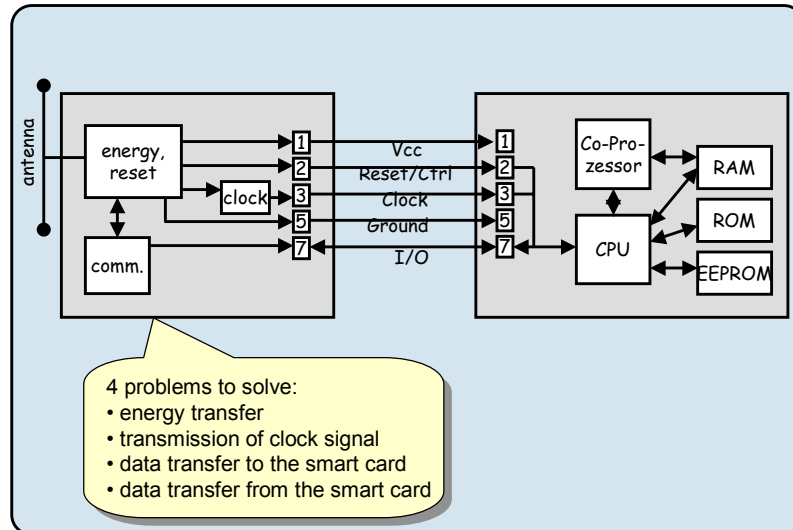 antenna
energy,
reset
clock
comm.
1
2
3
5
7
Vcc
Reset/Ctrl
Clock
Ground
I/O
1
2
3
5
7
Co-Pro-
zessor
CPU
RAM
ROM
EEPROM
4 problems to solve:
• energy transfer
• transmission of clock signal
• data transfer to the smart card
• data transfer from the smart card